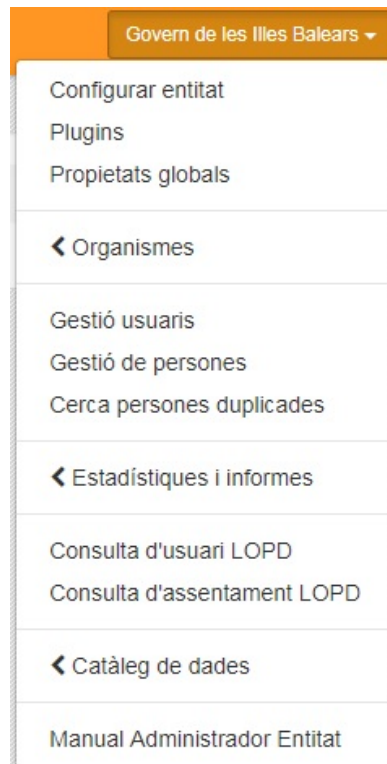 Govern de les Illes Balears
Configurar entitat
Plugins
Propietats globals
Organismes
Gestió usuaris
Gestió de persones
Cerca persones duplicades
Estadístiques i informes
Consulta d'usuari LOPD
Consulta d'assentament LOPD
Catàleg de dades
Manual Administrador Entitat